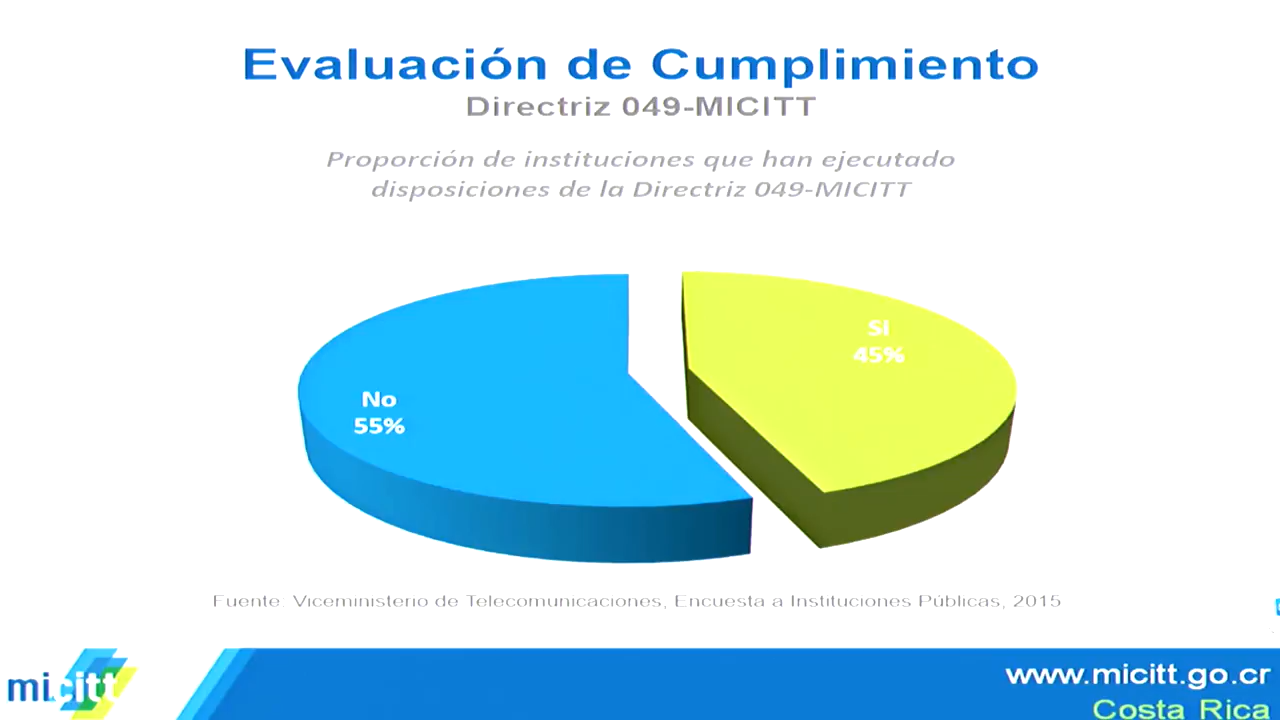 Evaluación de Cumplimiento
Directriz 049-MICITT
Proporción de instituciones que han ejecutado
disposiciones de la Directriz 049-MICITT
Si
45%
No
55%
Fuente: Viceministerio de Telecomunicaciones, Encuesta a Instituciones Públicas, 2015
micitt
www.micitt.go.cr
Costa Rica